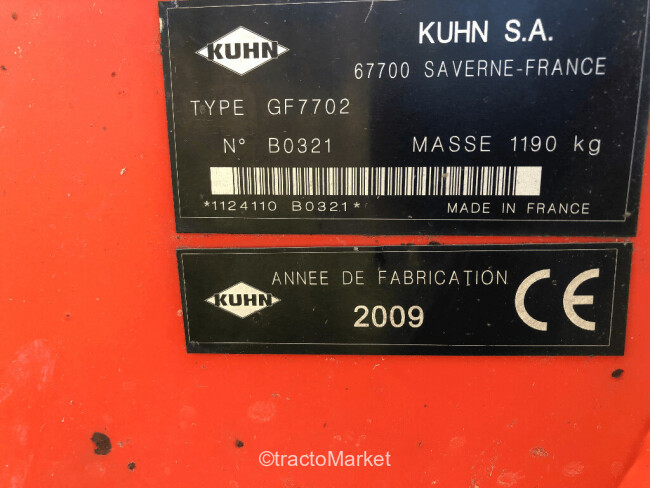 KUHN
KUHN S.A.
67700 SAVERNE-FRANCE
TYPE GF7702
N° B0321 MASSE 1190 kg
*1124110 B0321*
MADE IN FRANCE
KUHN
ANNEE DE FABRICATION
2009
CE
©tractoMarket